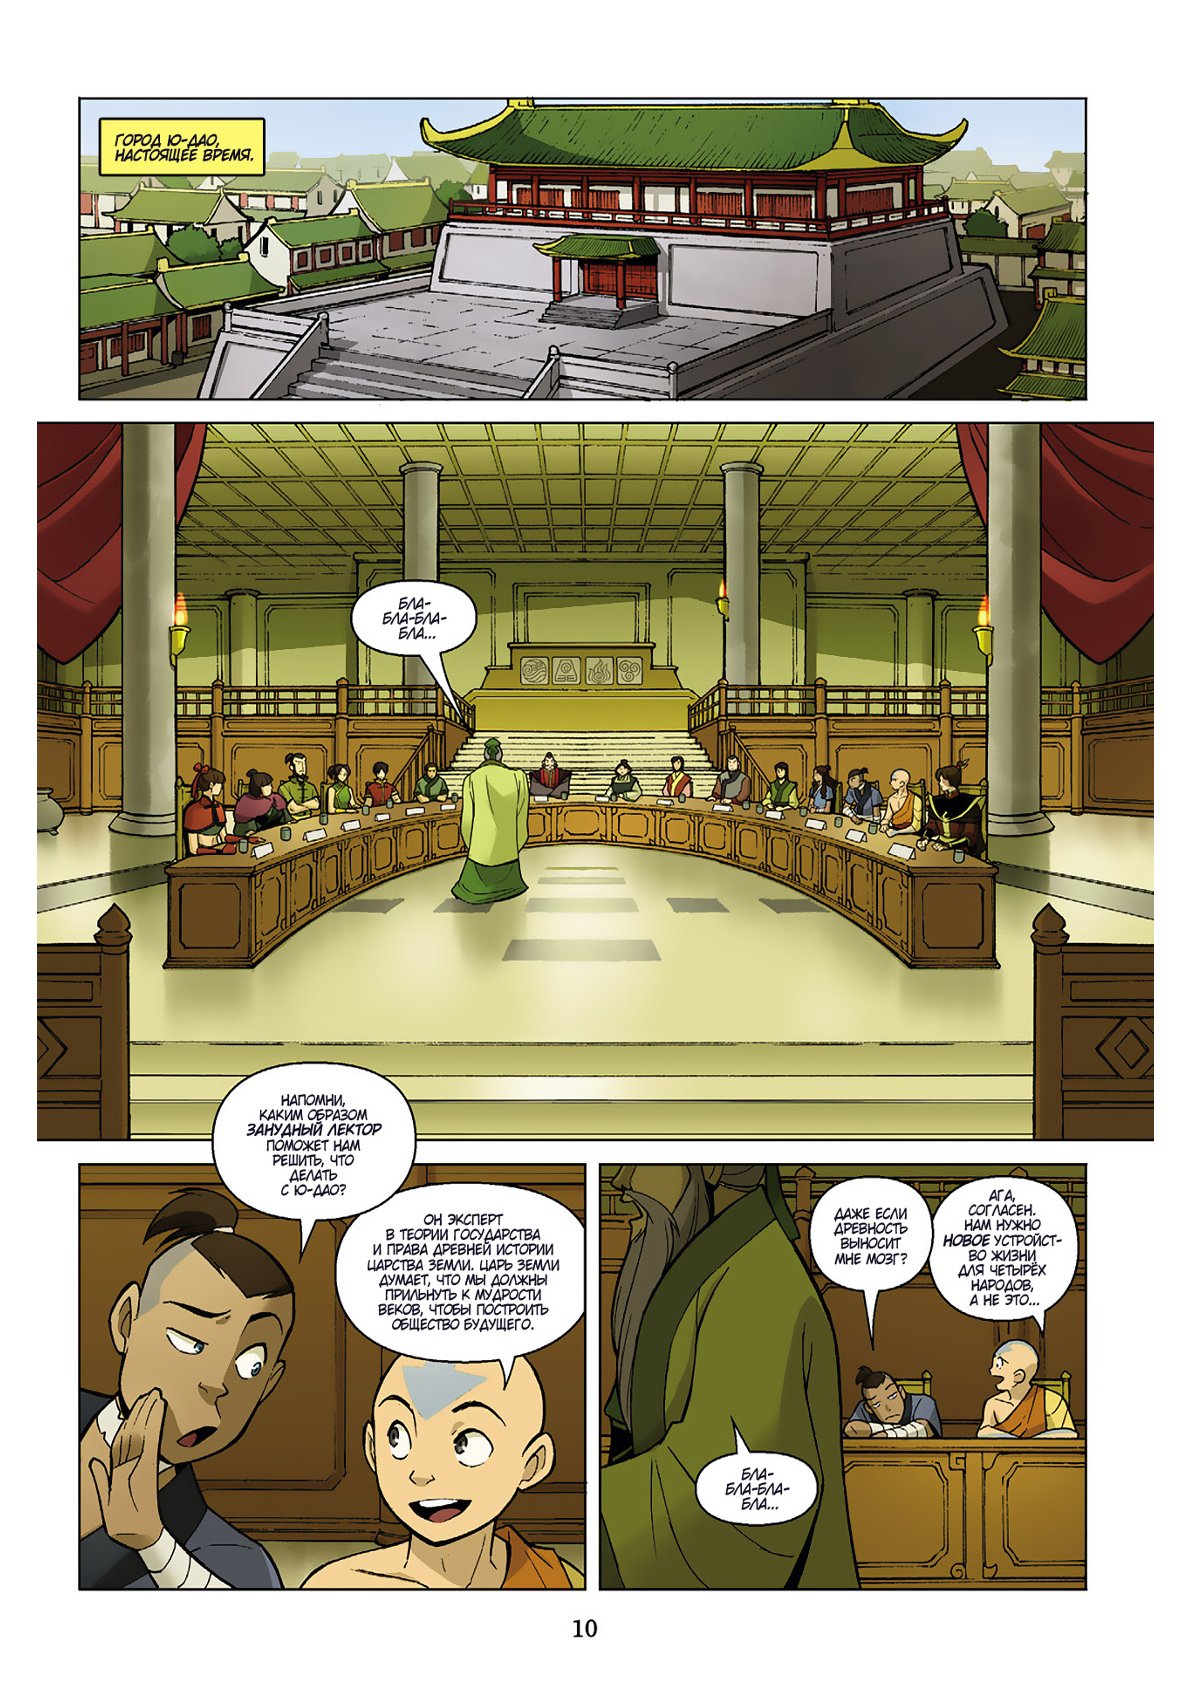 ГОРОД Ю-ДАО,
НАСТОЯЩЕЕ ВРЕМЯ.
БЛА-
БЛА-БЛА-
БЛА...
НАПОМНИ,
КАКИМ ОБРАЗОМ
ЗАНУДНЫЙ ЛЕКТОР
ПОМОЖЕТ НАМ
РЕШИТЬ, ЧТО
ДЕЛАТЬ
С Ю-ДАО?
ОН ЭКСПЕРТ
В ТЕОРИИ ГОСУДАРСТВА
И ПРАВА ДРЕВНЕЙ ИСТОРИИ
ЦАРСТВА ЗЕМЛИ. ЦАРЬ ЗЕМЛИ
ДУМАЕТ, ЧТО МЫ ДОЛЖНЫ
ПРИЛЬНУТЬ К МУДРОСТИ
ВЕКОВ, ЧТОБЫ ПОСТРОИТЬ
ОБЩЕСТВО БУДУЩЕГО.
ДАЖЕ ЕСЛИ
ДРЕВНОСТЬ
ВЫНОСИТ
МНЕ МОЗГ?
АГА,
СОГЛАСЕН.
НАМ НУЖНО
НОВОЕ УСТРОЙСТ-
ВО ЖИЗНИ
ДЛЯ ЧЕТЫРЁХ
НАРОДОВ,
А НЕ ЭТО...
БЛА-
БЛА-БЛА-
БЛА...
10